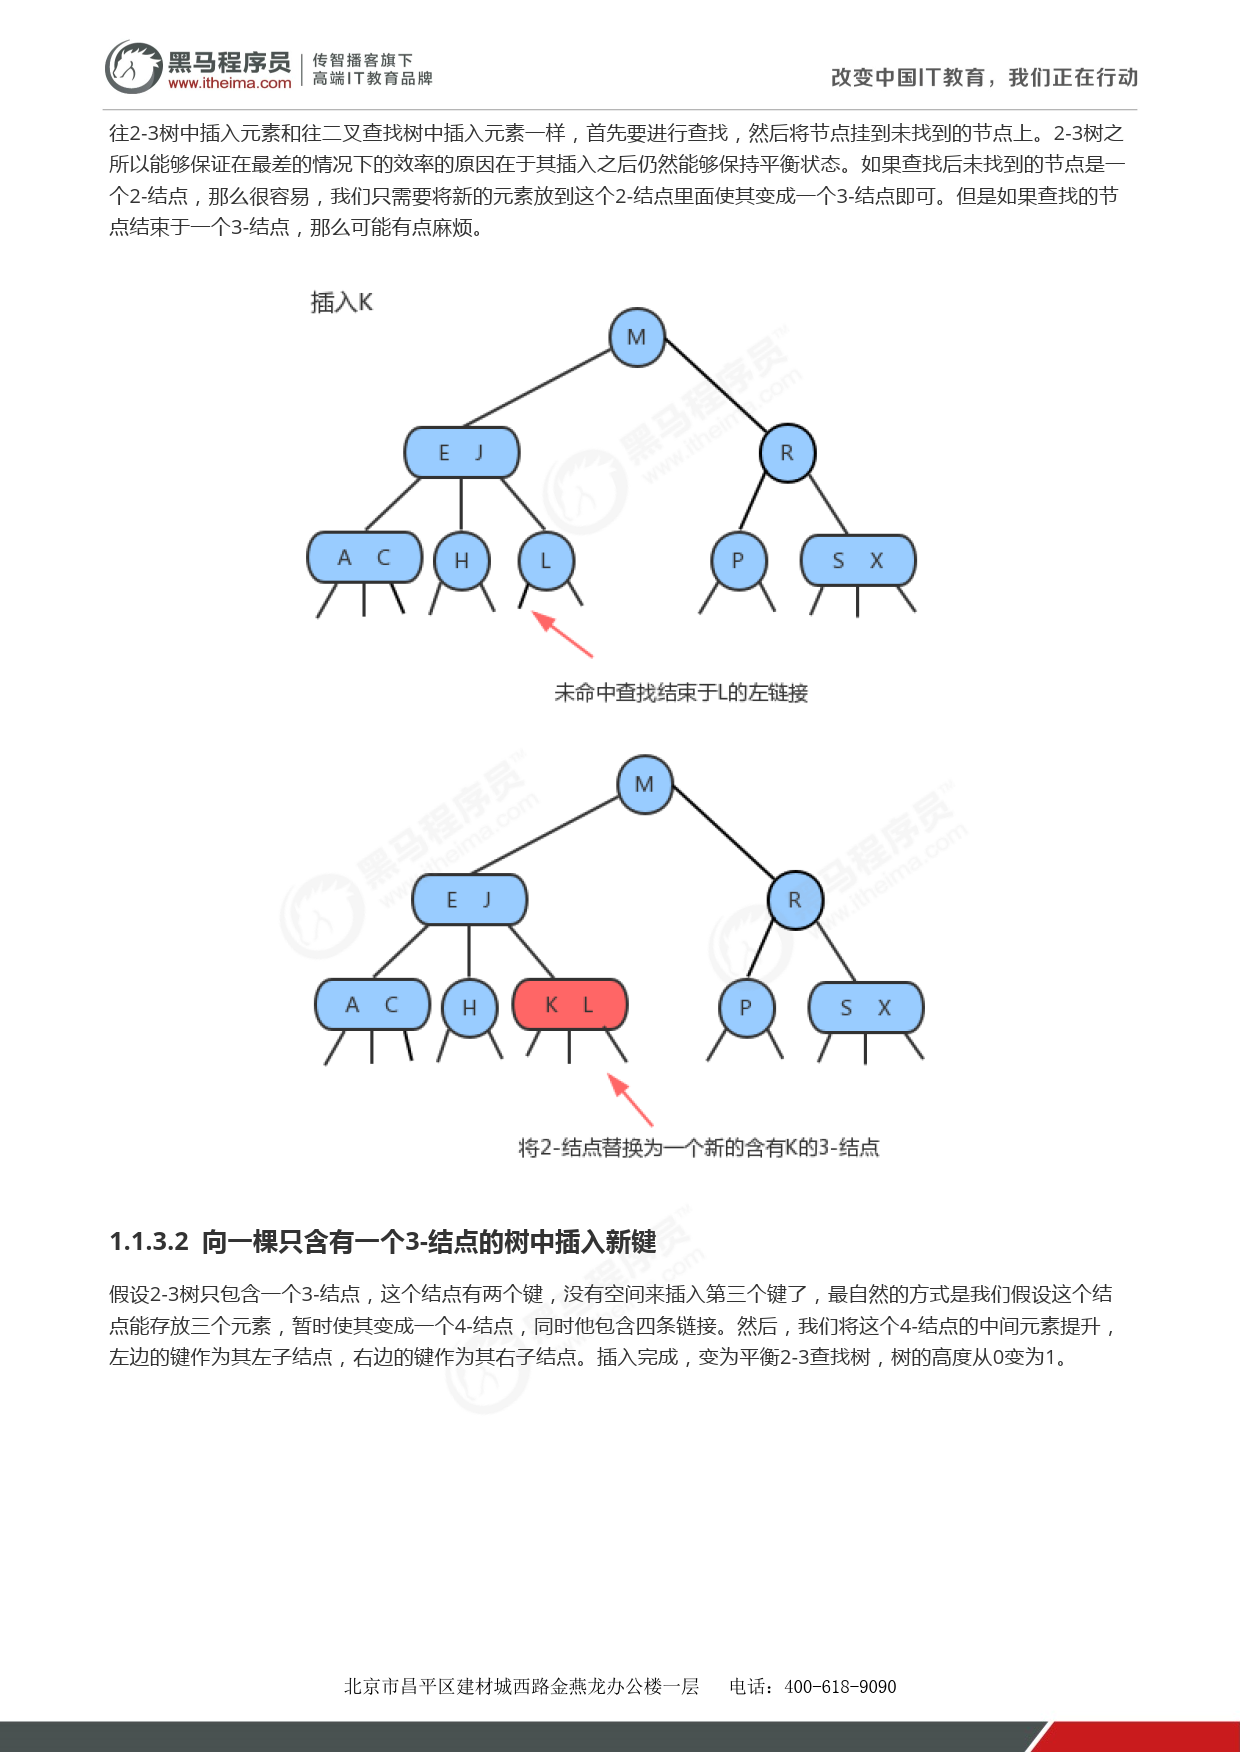 黑马程序员
www.itheima.com
传智播客旗下
高端IT教育品牌
改变中国IT教育，我们正在行动
往2-3树中插入元素和往二叉查找树中插入元素一样，首先要进行查找，然后将节点挂到未找到的节点上。2-3树之
所以能够保证在最差的情况下的效率的原因在于其插入之后仍然能够保持平衡状态。如果查找后未找到的节点是一
个2-结点，那么很容易，我们只需要将新的元素放到这个2-结点里面使其变成一个3-结点即可。但是如果查找的节
点结束于一个3-结点，那么可能有点麻烦。
插入K
M
E J
R
A C
H
L
P
S X
未命中查找结束于L的左链接
M
E J
R
A C
H
K L
P
S X
将2-结点替换为一个新的含有K的3-结点
1.1.3.2 向一棵只含有一个3-结点的树中插入新键
假设2-3树只包含一个3-结点，这个结点有两个键，没有空间来插入第三个键了，最自然的方式是我们假设这个结
点能存放三个元素，暂时使其变成一个4-结点，同时他包含四条链接。然后，我们将这个4-结点的中间元素提升，
左边的键作为其左子结点，右边的键作为其右子结点。插入完成，变为平衡2-3查找树，树的高度从0变为1。
北京市昌平区建材城西路金燕龙办公楼一层 电话：400-618-9090